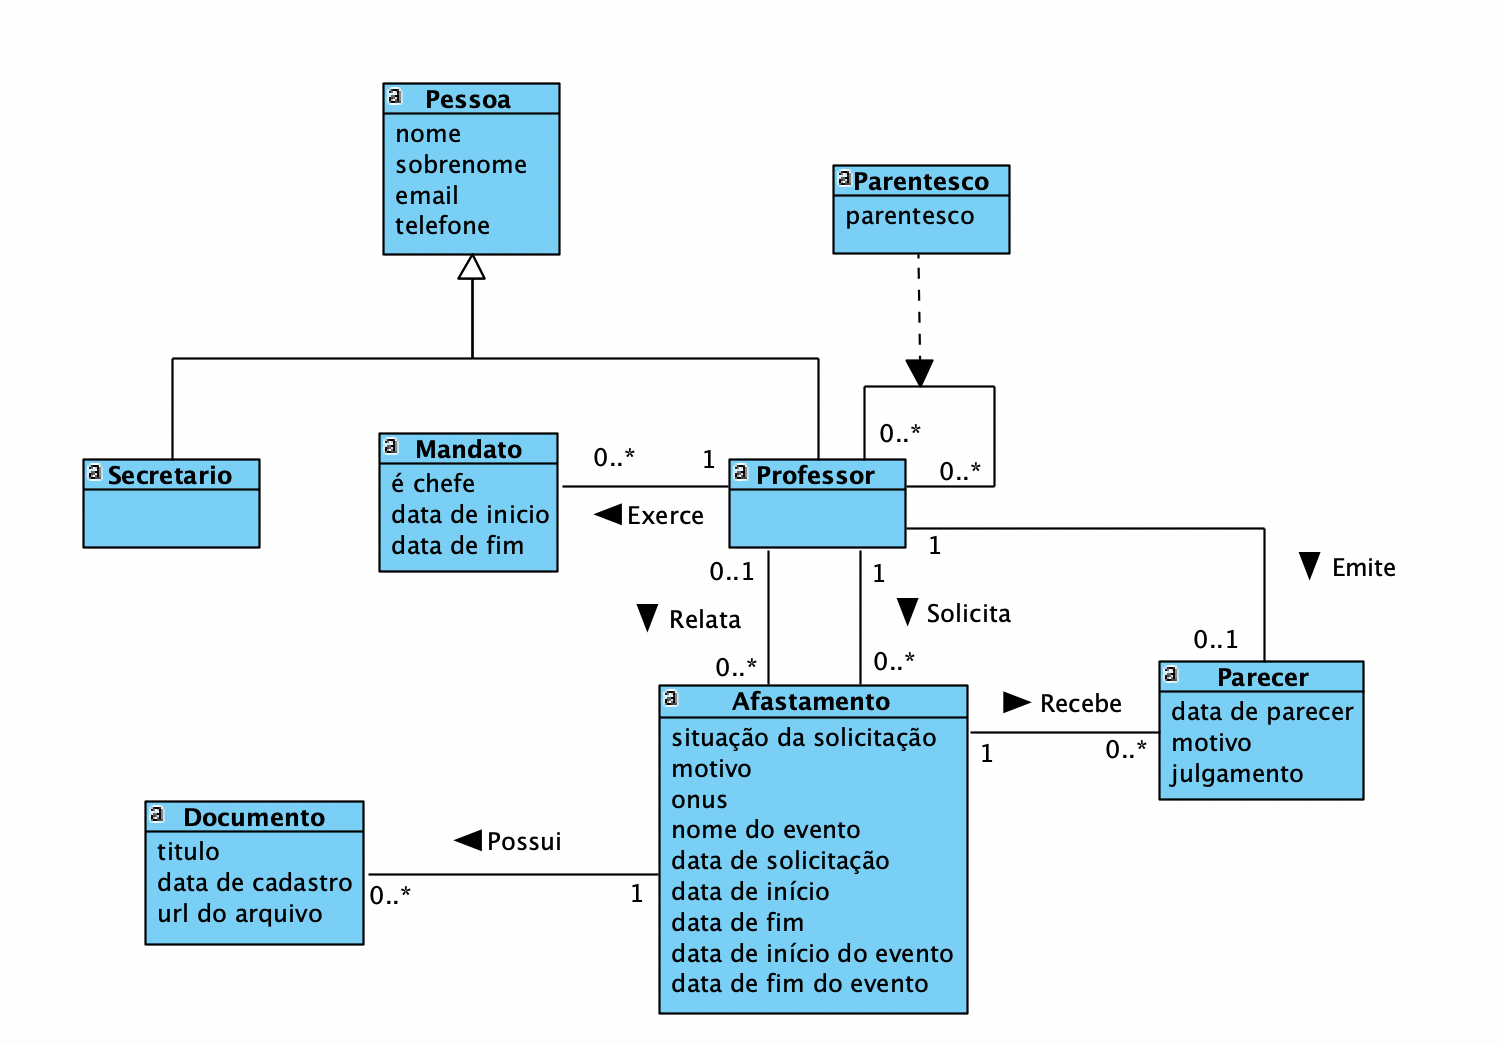 Pessoa
nome
sobrenome
email
telefone
Parentesco
parentesco
Secretario
Mandato
é chefe
data de inicio
data de fim
0..*
1
Exerce
Professor
0..*
0..*
0..1
Relata
0..*
1
Solicita
0..*
1
Emite
0..1
Parecer
data de parecer
motivo
julgamento
Afastamento
situação da solicitação
motivo
onus
nome do evento
data de solicitação
data de início
data de fim
data de início do evento
data de fim do evento
Recebe
1
0..*
Documento
titulo
data de cadastro
url do arquivo
Possui
0..*
1